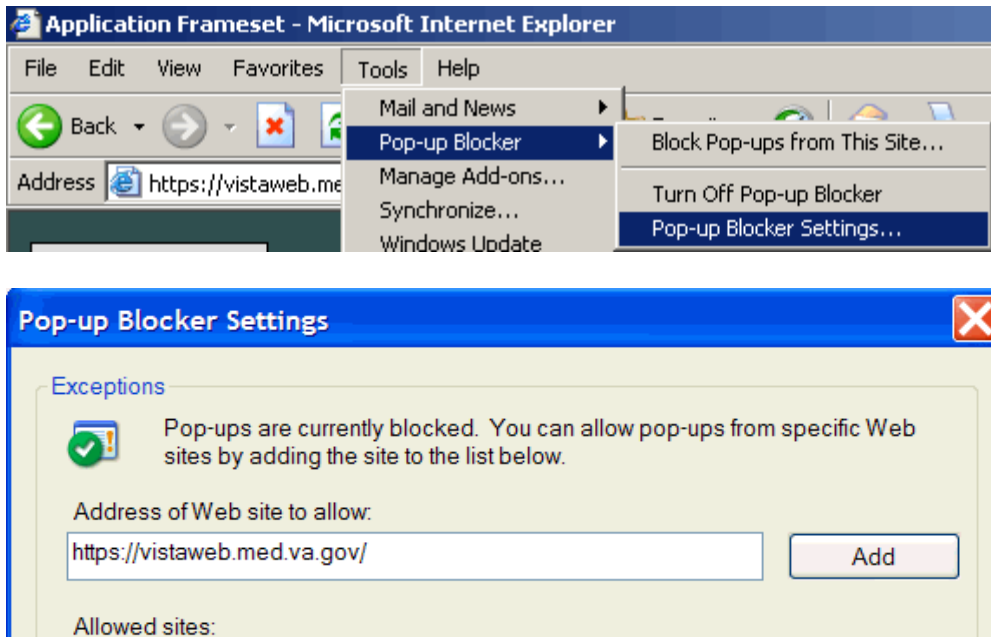 Application Frameset - Microsoft Internet Explorer
File Edit View Favorites Tools Help
Back
Mail and News
Pop-up Blocker
Block Pop-ups from This Site...
Address https://vistaweb.me
Manage Add-ons...
Turn Off Pop-up Blocker
Synchronize...
Pop-up Blocker Settings...
Windows Update
Pop-up Blocker Settings
Exceptions
Pop-ups are currently blocked. You can allow pop-ups from specific Web
sites by adding the site to the list below.
Address of Web site to allow:
https://vistaweb.med.va.gov/
Add
Allowed sites: